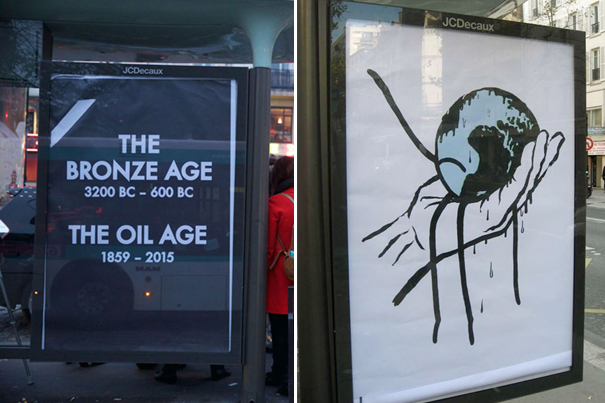 JCDecaux
THE
BRONZE AGE
3200 BC – 600 BC
THE OIL AGE
1859 – 2015
JCDecaux